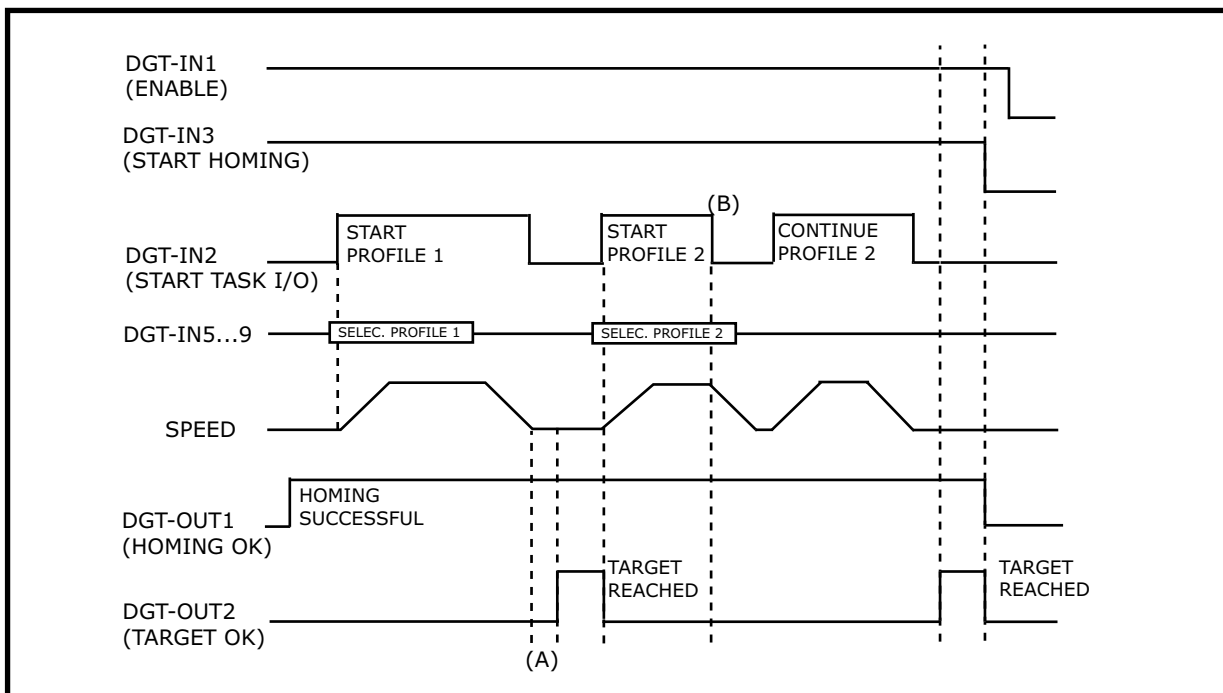 DGT-IN1
(ENABLE)
DGT-IN3
(START HOMING)
(B)
START
PROFILE 1
START
PROFILE 2
CONTINUE
PROFILE 2
DGT-IN2
(START TASK I/O)
DGT-IN5...9
SELEC. PROFILE 1
SELEC. PROFILE 2
SPEED
HOMING
SUCCESSFUL
DGT-OUT1
(HOMING OK)
TARGET
REACHED
TARGET
REACHED
DGT-OUT2
(TARGET OK)
(A)